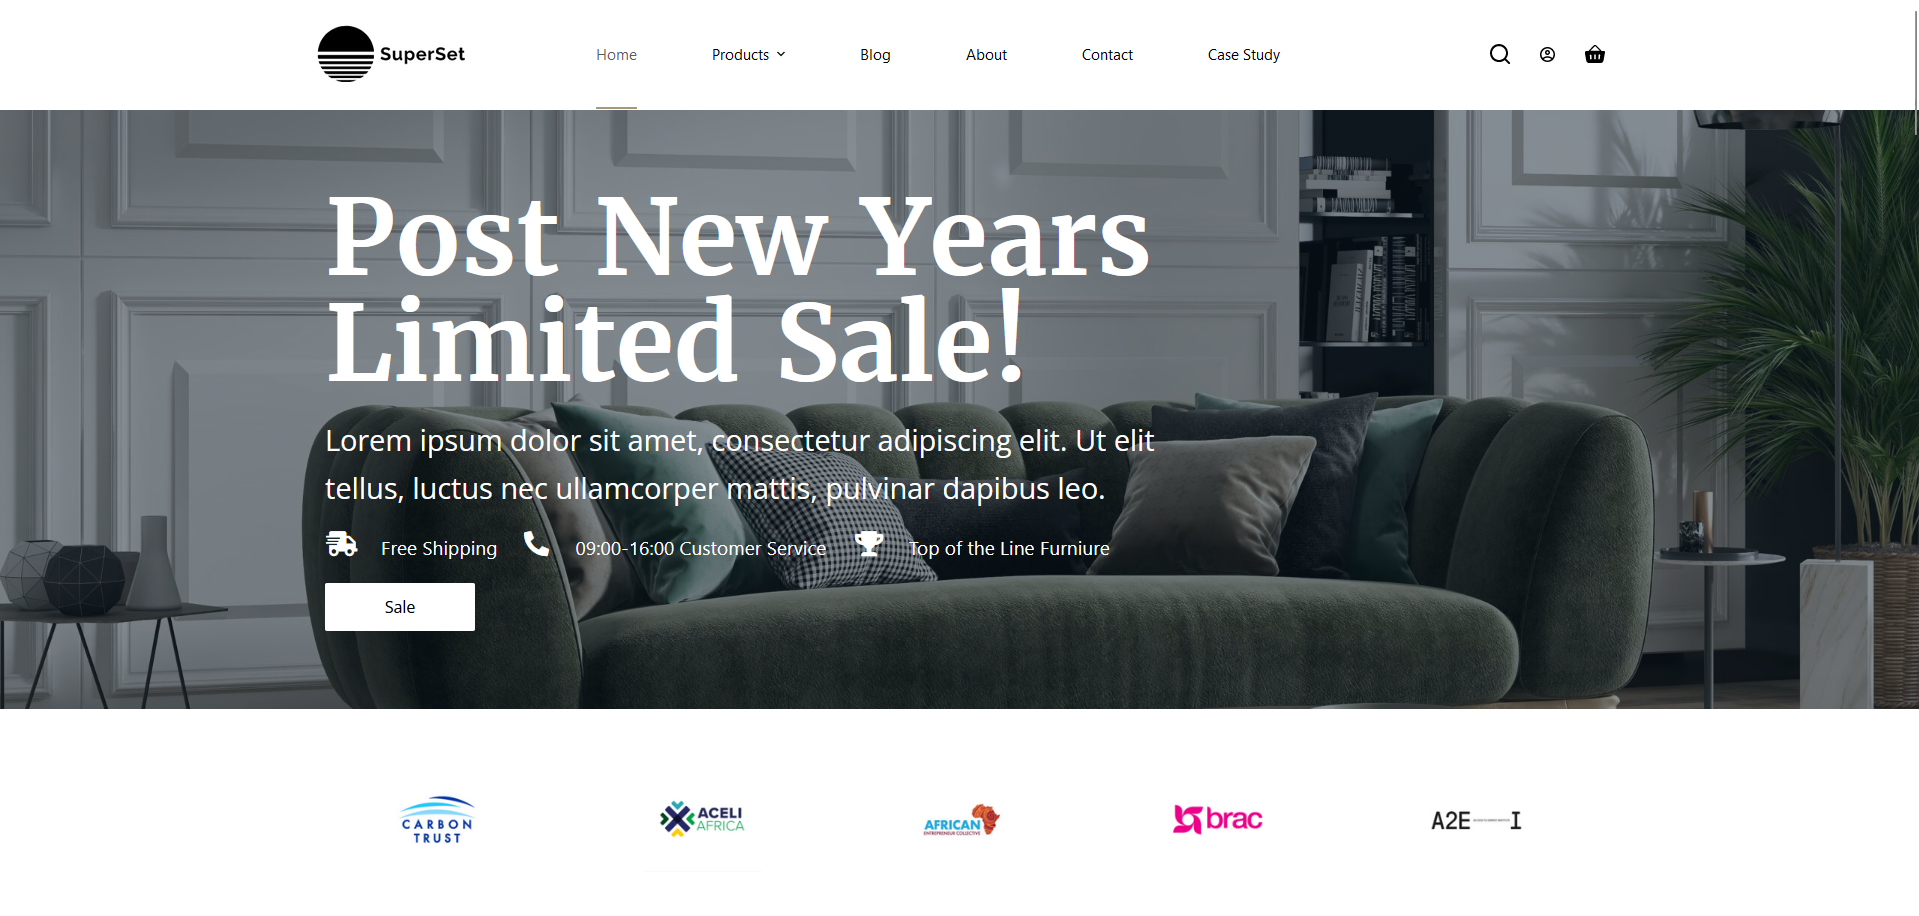 SuperSet
Home
Products
Blog
About
Contact
Case Study
Post New Years
Limited Sale!
Lorem ipsum dolor sit amet, consectetur adipiscing elit. Ut elit
tellus, luctus nec ullamcorper mattis, pulvinar dapibus leo.
Free Shipping
09:00-16:00 Customer Service
Top of the Line Furniure
Sale
CARBON
TRUST
ACELI
AFRICA
AFRICAN
ENTREPRENEUR COLLECTIVE
brac
A2E I